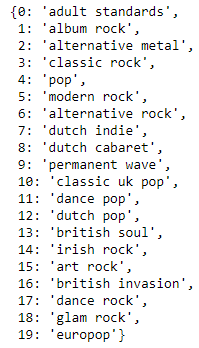 {0: 'adult standards',
1: 'album rock',
2: 'alternative metal',
3: 'classic rock',
4: 'pop',
5: 'modern rock',
6: 'alternative rock',
7: 'dutch indie',
8: 'dutch cabaret',
9: 'permanent wave',
10: 'classic uk pop',
11: 'dance pop',
12: 'dutch pop',
13: 'british soul',
14: 'irish rock',
15: 'art rock',
16: 'british invasion',
17: 'dance rock',
18: 'glam rock',
19: 'europop'}